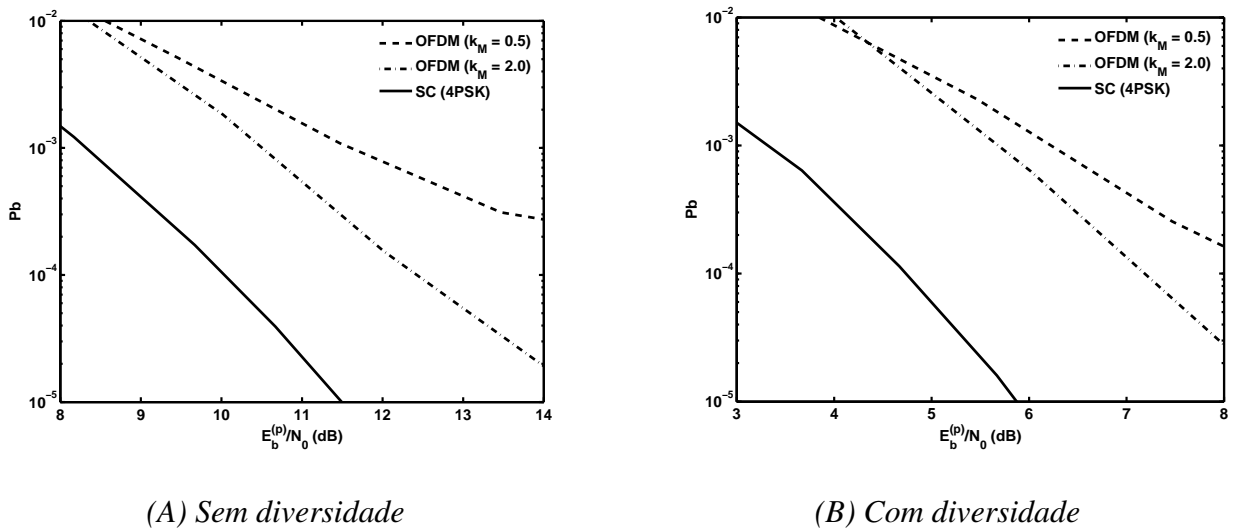 10⁻²
10⁻³
10⁻⁴
10⁻⁵
Pb
8 9 10 11 12 13 14
E_b^(p)/N_0 (dB)
OFDM (k_M = 0.5)
OFDM (k_M = 2.0)
SC (4PSK)
(A) Sem diversidade
10⁻²
10⁻³
10⁻⁴
10⁻⁵
Pb
3 4 5 6 7 8
E_b^(p)/N_0 (dB)
OFDM (k_M = 0.5)
OFDM (k_M = 2.0)
SC (4PSK)
(B) Com diversidade